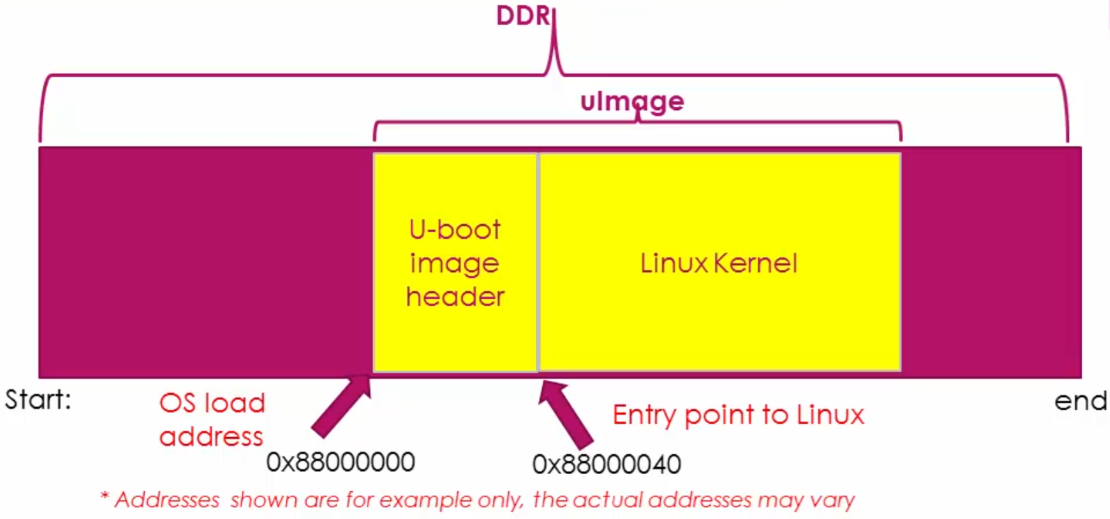 DDR
uImage
U-boot
image
header
Linux Kernel
Start:
end
OS load
address
Entry point to Linux
0x88000000
0x88000040
* Addresses shown are for example only, the actual addresses may vary